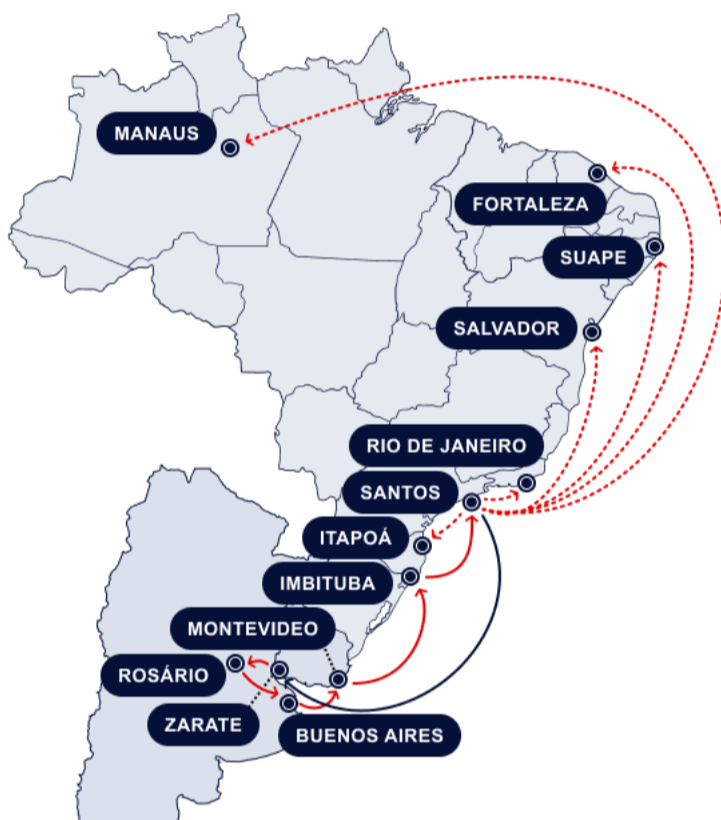 MANAUS
FORTALEZA
SUAPE
SALVADOR
RIO DE JANEIRO
SANTOS
ITAPOÁ
IMBITUBA
MONTEVIDEO
ROSÁRIO
ZARATE
BUENOS AIRES